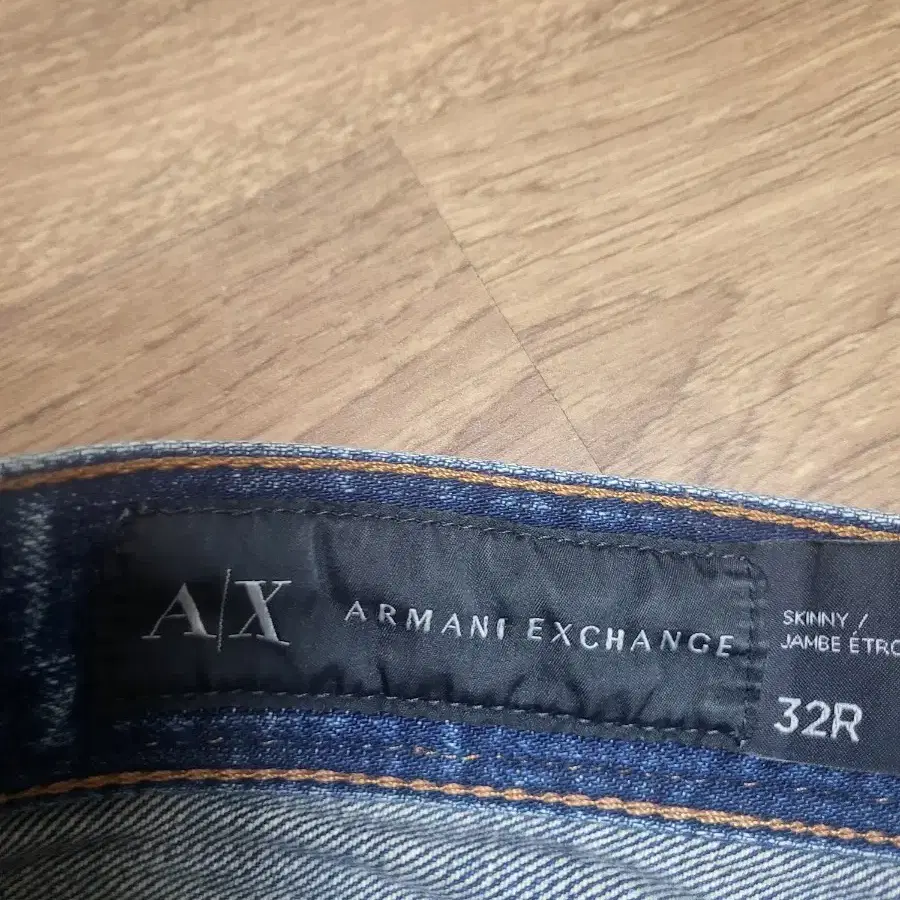 A|X ARMANI EXCHANGE
SKINNY /
JAMBE ÉTRO
32R